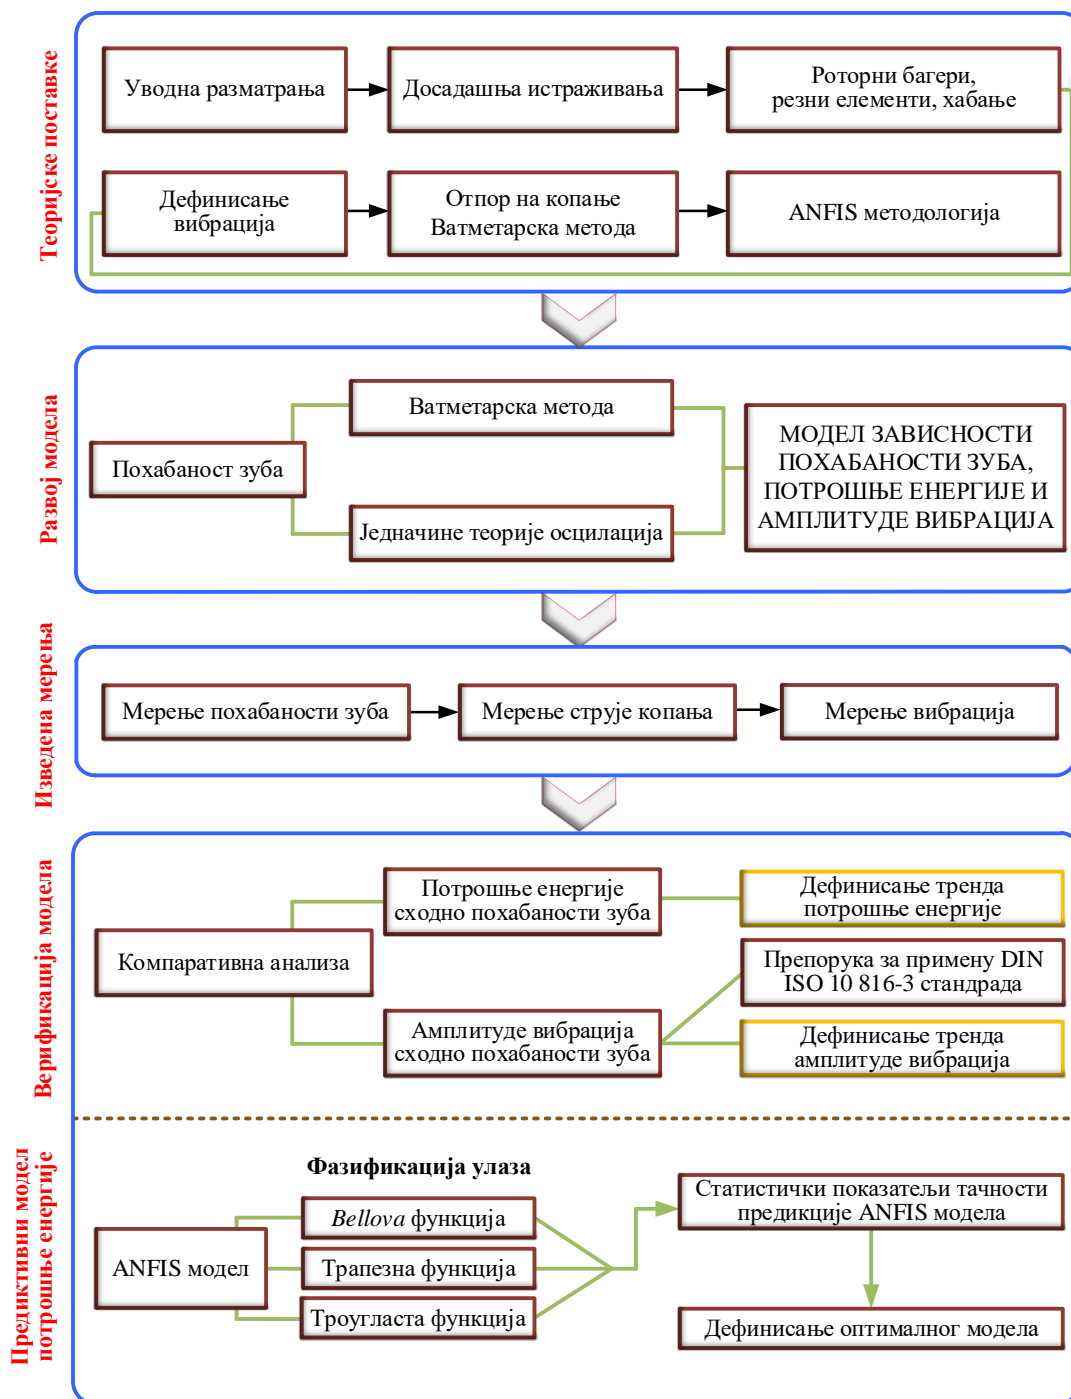 Теоријске поставке
Уводна разматрања
Досадашња истраживања
Роторни багери,
резни елементи, хабање
Дефинисање
вибрација
Отпор на копање
Ватметарска метода
ANFIS методологија
Развој модела
Похабаност зуба
Ватметарска метода
Једначине теорије осцилација
МОДЕЛ ЗАВИСНОСТИ
ПОХАБАНОСТИ ЗУБА,
ПОТРОШЊЕ ЕНЕРГИЈЕ И
АМПЛИТУДЕ ВИБРАЦИЈА
Изведена мерења
Мерење похабаности зуба
Мерење струје копања
Мерење вибрација
Верификација модела
Компаративна анализа
Потрошње енергије
сходно похабаности зуба
Амплитуде вибрација
сходно похабаности зуба
Дефинисање тренда
потрошње енергије
Препорука за примену DIN
ISO 10 816-3 стандрада
Дефинисање тренда
амплитуде вибрација
Предиктивни модел
потрошње енергије
Фазификација улаза
ANFIS модел
Bellova функција
Трапезна функција
Троугласта функција
Статистички показатељи тачности
предикције ANFIS модела
Дефинисање оптималног модела